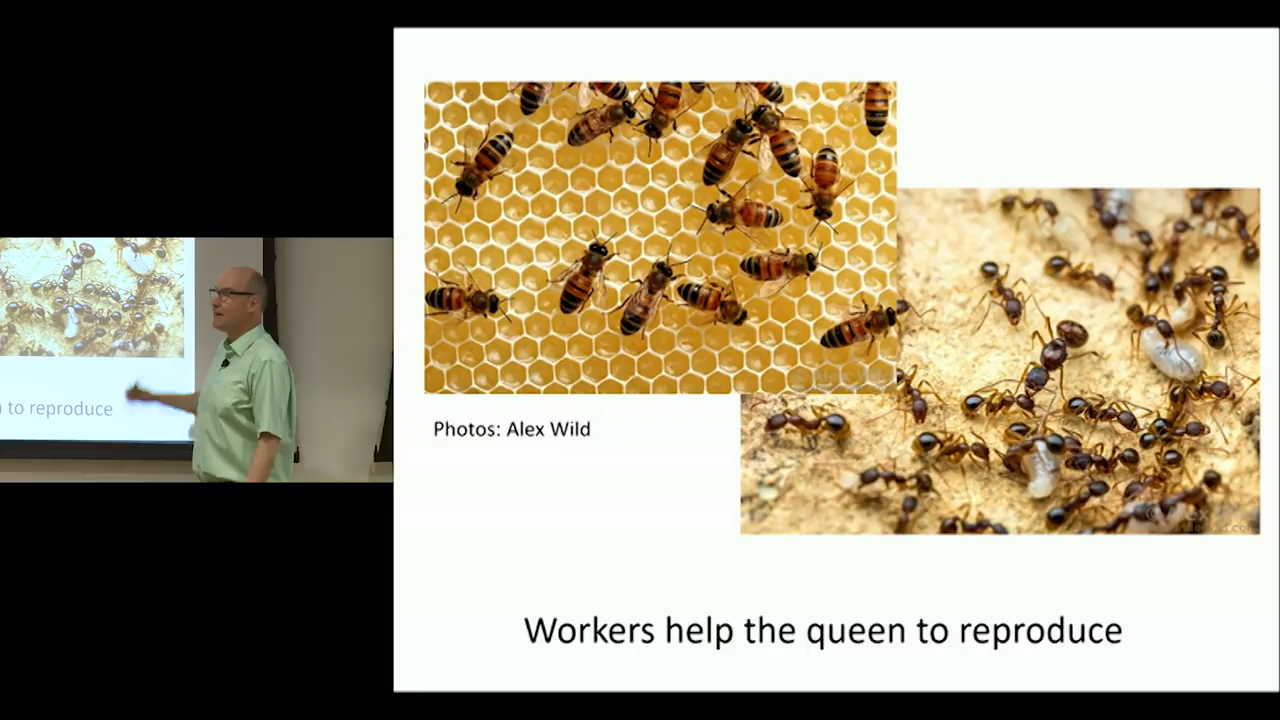 n to reproduce
Photos: Alex Wild
Workers help the queen to reproduce